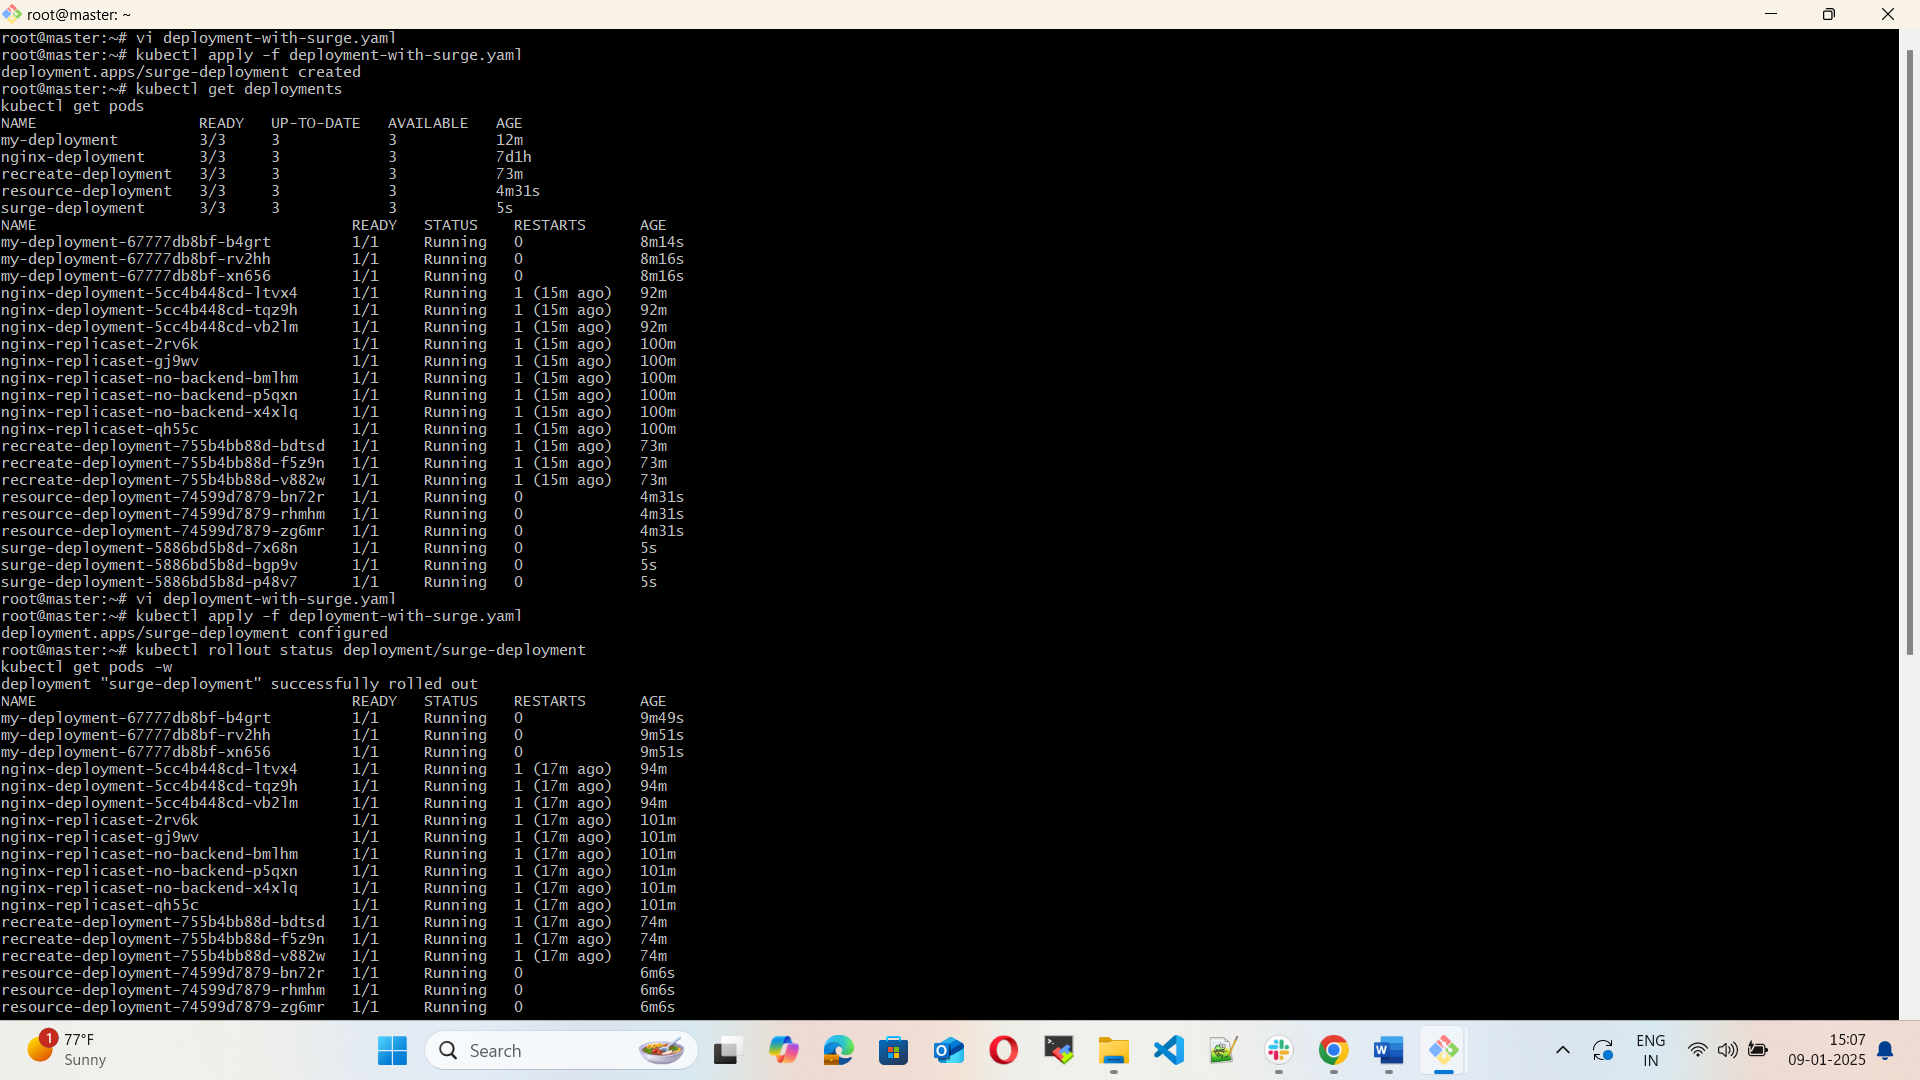 root@master: ~
root@master:~# vi deployment-with-surge.yaml
root@master:~# kubectl apply -f deployment-with-surge.yaml
deployment.apps/surge-deployment created
root@master:~# kubectl get deployments
kubectl get pods
NAME READY UP-TO-DATE AVAILABLE AGE
my-deployment 3/3 3 3 12m
nginx-deployment 3/3 3 3 7d1h
recreate-deployment 3/3 3 3 73m
resource-deployment 3/3 3 3 4m31s
surge-deployment 3/3 3 3 5s
NAME READY STATUS RESTARTS AGE
my-deployment-67777db8bf-b4grt 1/1 Running 0 8m14s
my-deployment-67777db8bf-rv2hh 1/1 Running 0 8m16s
my-deployment-67777db8bf-xn656 1/1 Running 0 8m16s
nginx-deployment-5cc4b448cd-ltvx4 1/1 Running 1 (15m ago) 92m
nginx-deployment-5cc4b448cd-tqz9h 1/1 Running 1 (15m ago) 92m
nginx-deployment-5cc4b448cd-vb2lm 1/1 Running 1 (15m ago) 92m
nginx-replicaset-2rv6k 1/1 Running 1 (15m ago) 100m
nginx-replicaset-gj9wv 1/1 Running 1 (15m ago) 100m
nginx-replicaset-no-backend-bmlhm 1/1 Running 1 (15m ago) 100m
nginx-replicaset-no-backend-p5qxn 1/1 Running 1 (15m ago) 100m
nginx-replicaset-no-backend-x4xlq 1/1 Running 1 (15m ago) 100m
nginx-replicaset-qh55c 1/1 Running 1 (15m ago) 100m
recreate-deployment-755b4bb88d-bdtsd 1/1 Running 1 (15m ago) 73m
recreate-deployment-755b4bb88d-f5z9n 1/1 Running 1 (15m ago) 73m
recreate-deployment-755b4bb88d-v882w 1/1 Running 1 (15m ago) 73m
resource-deployment-74599d7879-bn72r 1/1 Running 0 4m31s
resource-deployment-74599d7879-rhmhm 1/1 Running 0 4m31s
resource-deployment-74599d7879-zg6mr 1/1 Running 0 4m31s
surge-deployment-5886bd5b8d-7x68n 1/1 Running 0 5s
surge-deployment-5886bd5b8d-bgp9v 1/1 Running 0 5s
surge-deployment-5886bd5b8d-p48v7 1/1 Running 0 5s
root@master:~# vi deployment-with-surge.yaml
root@master:~# kubectl apply -f deployment-with-surge.yaml
deployment.apps/surge-deployment configured
root@master:~# kubectl rollout status deployment/surge-deployment
kubectl get pods -w
deployment "surge-deployment" successfully rolled out
NAME READY STATUS RESTARTS AGE
my-deployment-67777db8bf-b4grt 1/1 Running 0 9m49s
my-deployment-67777db8bf-rv2hh 1/1 Running 0 9m51s
my-deployment-67777db8bf-xn656 1/1 Running 0 9m51s
nginx-deployment-5cc4b448cd-ltvx4 1/1 Running 1 (17m ago) 94m
nginx-deployment-5cc4b448cd-tqz9h 1/1 Running 1 (17m ago) 94m
nginx-deployment-5cc4b448cd-vb2lm 1/1 Running 1 (17m ago) 94m
nginx-replicaset-2rv6k 1/1 Running 1 (17m ago) 101m
nginx-replicaset-gj9wv 1/1 Running 1 (17m ago) 101m
nginx-replicaset-no-backend-bmlhm 1/1 Running 1 (17m ago) 101m
nginx-replicaset-no-backend-p5qxn 1/1 Running 1 (17m ago) 101m
nginx-replicaset-no-backend-x4xlq 1/1 Running 1 (17m ago) 101m
nginx-replicaset-qh55c 1/1 Running 1 (17m ago) 101m
recreate-deployment-755b4bb88d-bdtsd 1/1 Running 1 (17m ago) 74m
recreate-deployment-755b4bb88d-f5z9n 1/1 Running 1 (17m ago) 74m
recreate-deployment-755b4bb88d-v882w 1/1 Running 1 (17m ago) 74m
resource-deployment-74599d7879-bn72r 1/1 Running 0 6m6s
resource-deployment-74599d7879-rhmhm 1/1 Running 0 6m6s
resource-deployment-74599d7879-zg6mr 1/1 Running 0 6m6s
1
77°F
Sunny
Search
ENG
IN
15:07
09-01-2025